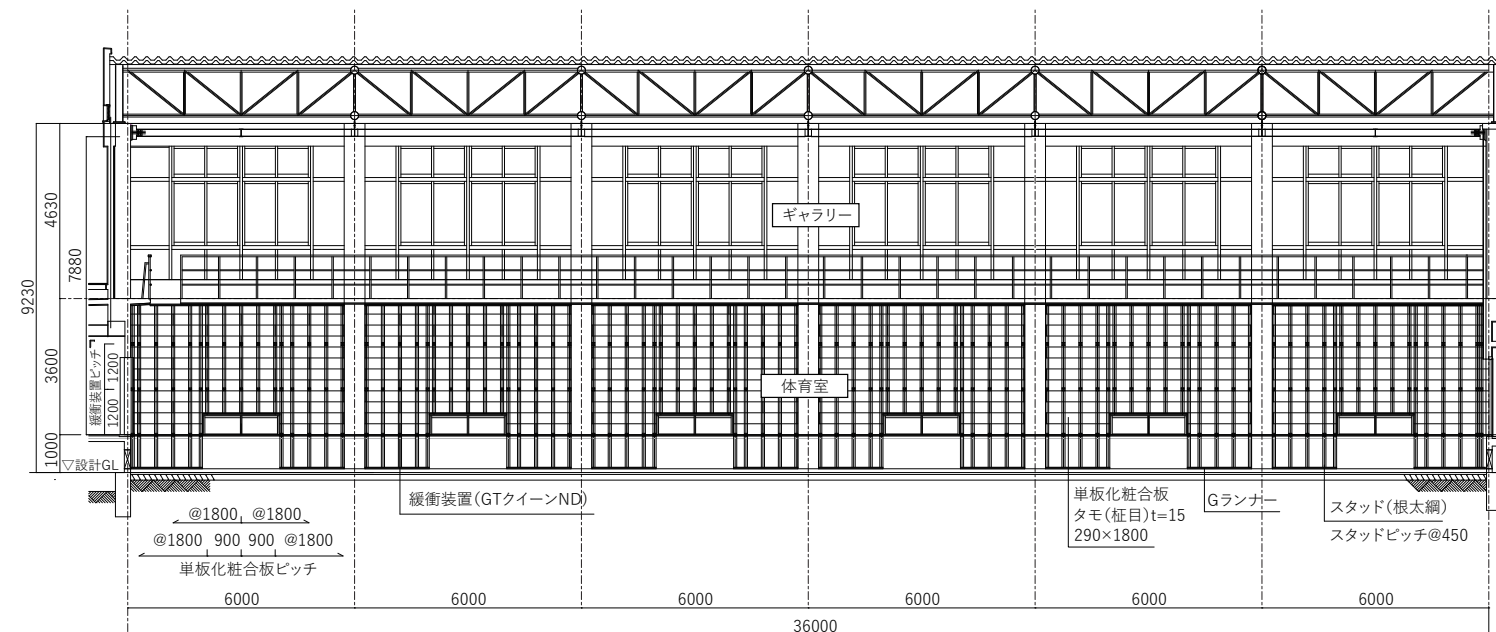 ギャラリー
体育室
9230
4630
3600
1000
7880
緩衝装置ピッチ
1200
1200
▽設計GL
緩衝装置(GTクイーンND)
単板化粧合板
タモ(柾目)t=15
290×1800
Gランナー
スタッド(根太鋼)
スタッドピッチ@450
@1800 @1800
@1800 900 900 @1800
単板化粧合板ピッチ
6000 6000 6000 6000 6000 6000
36000